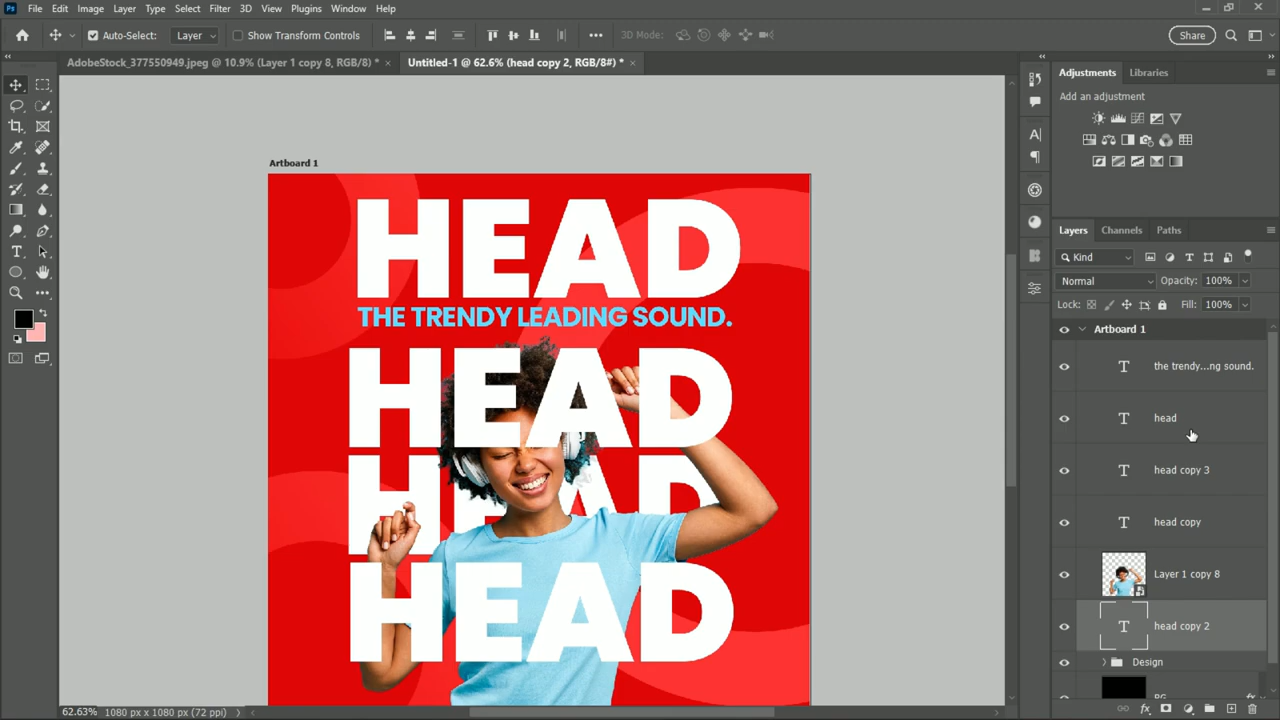 Ps File Edit Image Layer Type Select Filter 3D View Plugins Window Help
Auto-Select: Layer Show Transform Controls 3D Mode: Share
AdobeStock_377550949.jpeg @ 10.9% (Layer 1 copy 8, RGB/8) * × Untitled-1 @ 62.6% (head copy 2, RGB/8#) * ×
Artboard 1
HEAD
THE TRENDY LEADING SOUND.
HEAD
HEAD
HEAD
62.63% 1080 px x 1080 px (72 ppi)
Adjustments Libraries
Add an adjustment
Layers Channels Paths
Kind
Normal Opacity: 100%
Lock: Fill: 100%
Artboard 1
the trendy...ng sound.
head
head copy 3
head copy
Layer 1 copy 8
head copy 2
Design
BG